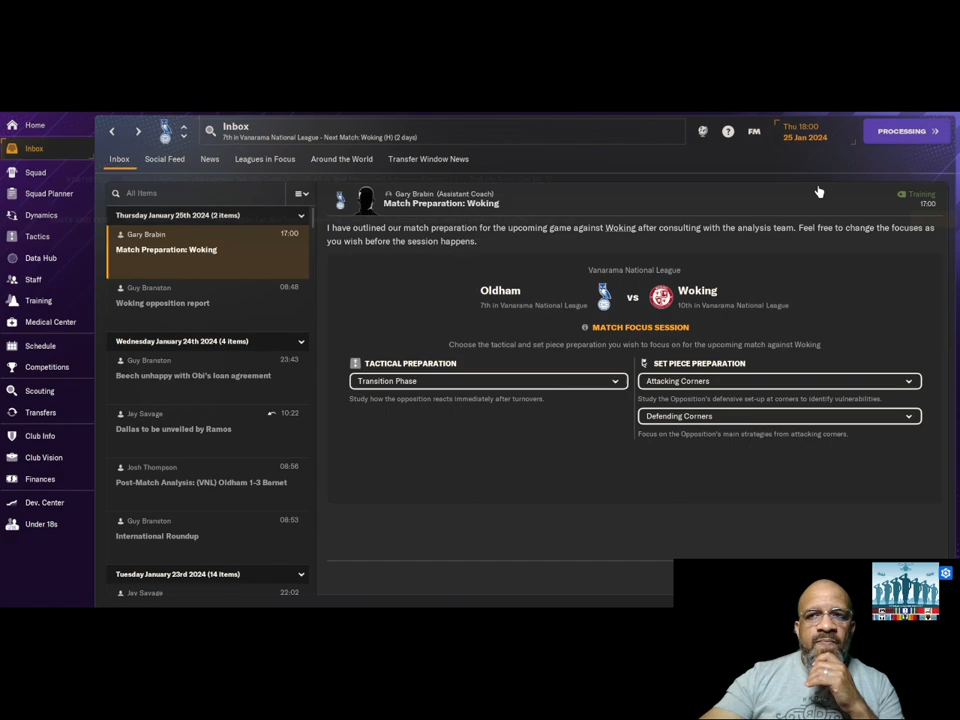 Home
Inbox
Squad
Squad Planner
Dynamics
Tactics
Data Hub
Staff
Training
Medical Center
Schedule
Competitions
Scouting
Transfers
Club Info
Club Vision
Finances
Dev. Center
Under 18s
Inbox
7th in Vanarama National League - Next Match: Woking (H) (2 days)
?
FM
Thu 18:00
25 Jan 2024
PROCESSING
Inbox
Social Feed
News
Leagues in Focus
Around the World
Transfer Window News
All Items
Thursday January 25th 2024 (2 items)
Gary Brabin 17:00
Match Preparation: Woking
Guy Branston 08:48
Woking opposition report
Wednesday January 24th 2024 (4 items)
Guy Branston 23:43
Beech unhappy with Obi's loan agreement
Jay Savage 10:22
Dallas to be unveiled by Ramos
Josh Thompson 08:56
Post-Match Analysis: (VNL) Oldham 1-3 Barnet
Guy Branston 08:53
International Roundup
Tuesday January 23rd 2024 (14 items)
Jay Savage 22:02
Gary Brabin (Assistant Coach)
Match Preparation: Woking
Training
17:00
I have outlined our match preparation for the upcoming game against Woking after consulting with the analysis team. Feel free to change the focuses as
you wish before the session happens.
Vanarama National League
Oldham
7th in Vanarama National League
vs
Woking
10th in Vanarama National League
MATCH FOCUS SESSION
Choose the tactical and set piece preparation you wish to focus on for the upcoming match against Woking
TACTICAL PREPARATION
Transition Phase
Study how the opposition reacts immediately after turnovers.
SET PIECE PREPARATION
Attacking Corners
Study the Opposition's defensive set-up at corners to identify vulnerabilities.
Defending Corners
Focus on the Opposition's main strategies from attacking corners.